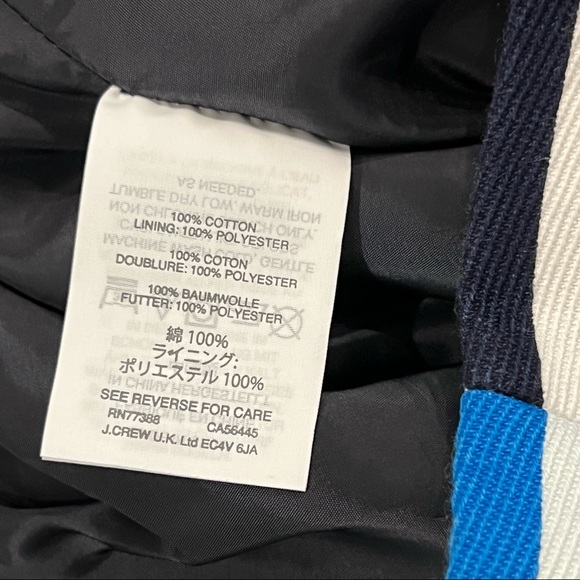 100% COTTON
LINING: 100% POLYESTER
100% COTON
DOUBLURE: 100% POLYESTER
100% BAUMWOLLE
FUTTER: 100% POLYESTER
綿 100%
ライニング:
ポリエステル 100%
SEE REVERSE FOR CARE
RN77388 CA56445
J.CREW U.K. Ltd EC4V 6JA